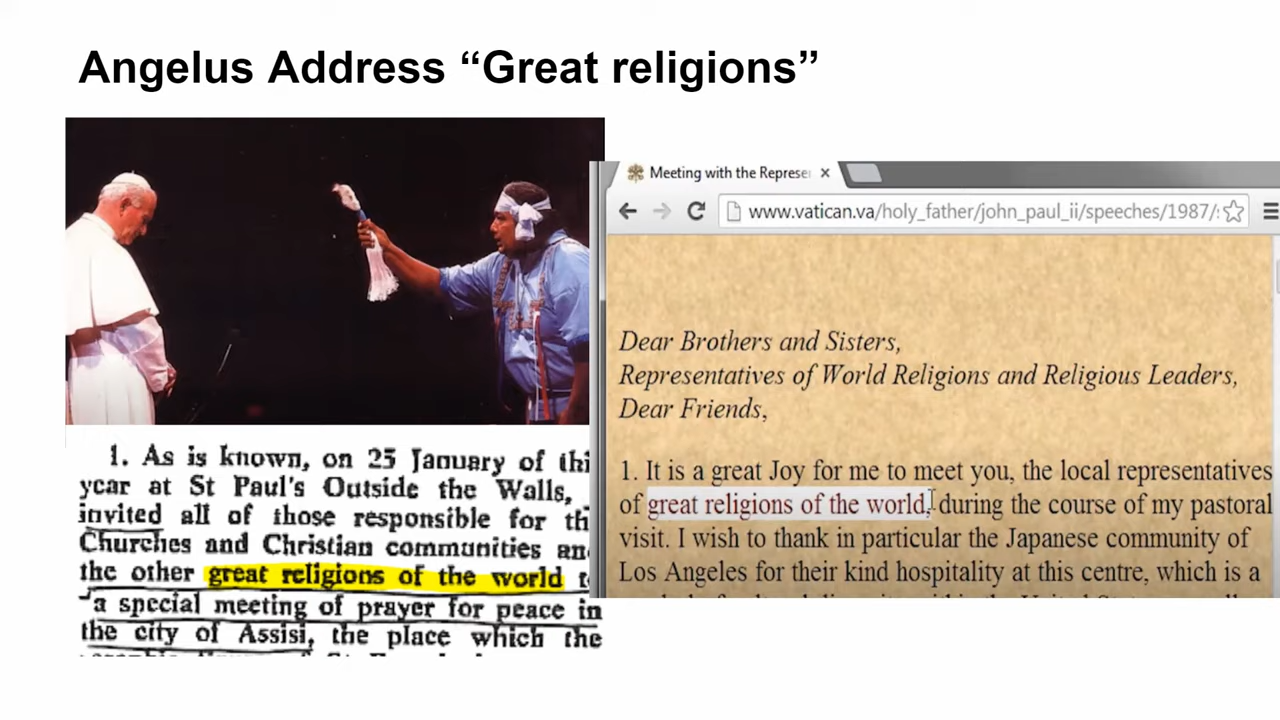 Angelus Address “Great religions”
1. As is known, on 25 January of thi
year at St Paul's Outside the Walls,
invited all of those responsible for th
Churches and Christian communities an
the other great religions of the world t
a special meeting of prayer for peace in
the city of Assisi, the place which the
Meeting with the Represe
www.vatican.va/holy_father/john_paul_ii/speeches/1987/
Dear Brothers and Sisters,
Representatives of World Religions and Religious Leaders,
Dear Friends,
1. It is a great Joy for me to meet you, the local representatives
of great religions of the world, during the course of my pastoral
visit. I wish to thank in particular the Japanese community of
Los Angeles for their kind hospitality at this centre, which is a